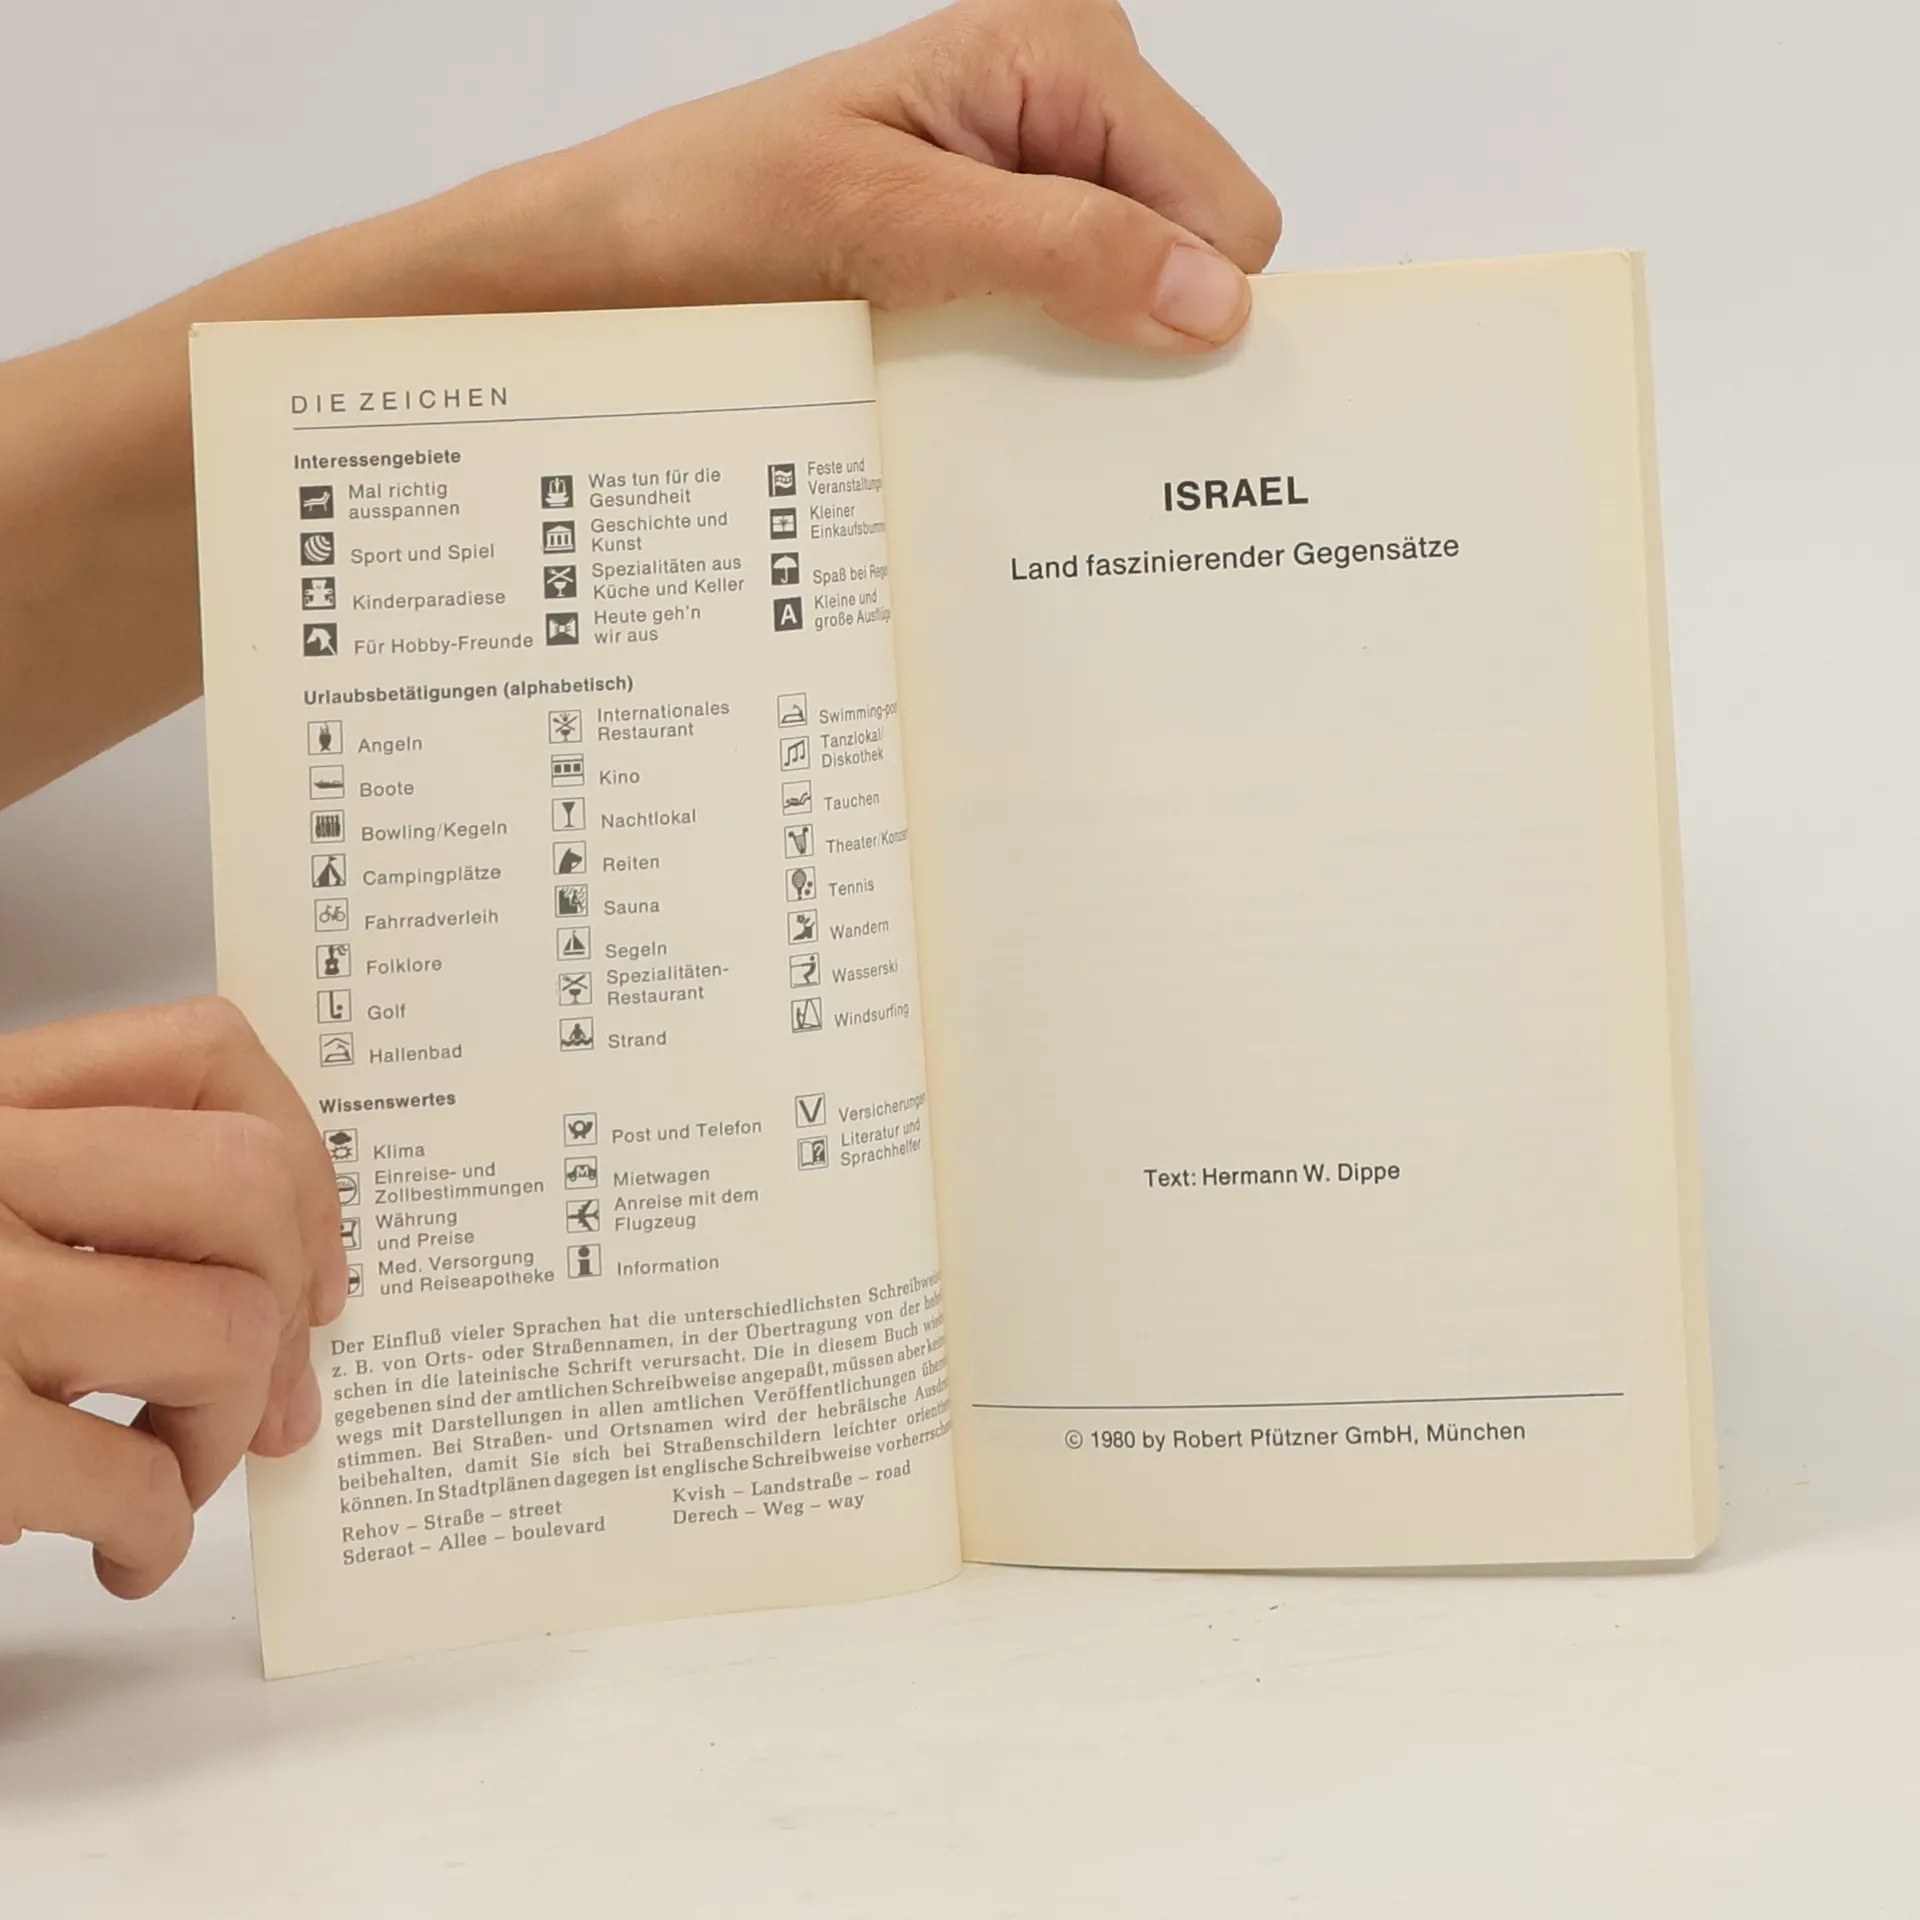 DIE ZEICHEN
Interessengebiete
Mal richtig
ausspannen
Sport und Spiel
Kinderparadiese
Für Hobby-Freunde
Was tun für die
Gesundheit
Geschichte und
Kunst
Spezialitäten aus
Küche und Keller
Heute geh'n
wir aus
Feste und
Kleiner
Spaß bei
A
Kleine und
große
Urlaubsbetätigungen (alphabetisch)
Angeln
Boote
Bowling/Kegeln
Campingplätze
Fahrradverleih
Folklore
Golf
Hallenbad
Internationales
Restaurant
Kino
Nachtlokal
Reiten
Sauna
Segeln
Spezialitäten-
Restaurant
Strand
Tanzlokal/
Diskothek
Tauchen
Tennis
Wandern
Wasserski
Windsurfing
Wissenswertes
Klima
Einreise- und
Zollbestimmungen
Währung
und Preise
Med. Versorgung
und Reiseapotheke
Post und Telefon
M
Mietwagen
Anreise mit dem
Flugzeug
i
Information
V
?
Literatur und
Sprachhelfer
Der Einfluß vieler Sprachen hat die unterschiedlichsten
z. B. von Orts- oder Straßennamen, in der Übertragung von der
schen in die lateinische Schrift verursacht. Die in diesem Buch
gegebenen sind der amtlichen Schreibweise angepaßt, müssen aber
wegs mit Darstellungen in allen amtlichen Veröffentlichungen
stimmen. Bei Straßen- und Ortsnamen wird der hebräische
beibehalten, damit Sie sich bei Straßenschildern leichter
können. In Stadtplänen dagegen ist englische Schreibweise
Rehov – Straße – street
Sderaot – Allee – boulevard
Kvish – Landstraße – road
Derech – Weg – way
ISRAEL
Land faszinierender Gegensätze
Text: Hermann W. Dippe
© 1980 by Robert Pfützner GmbH, München